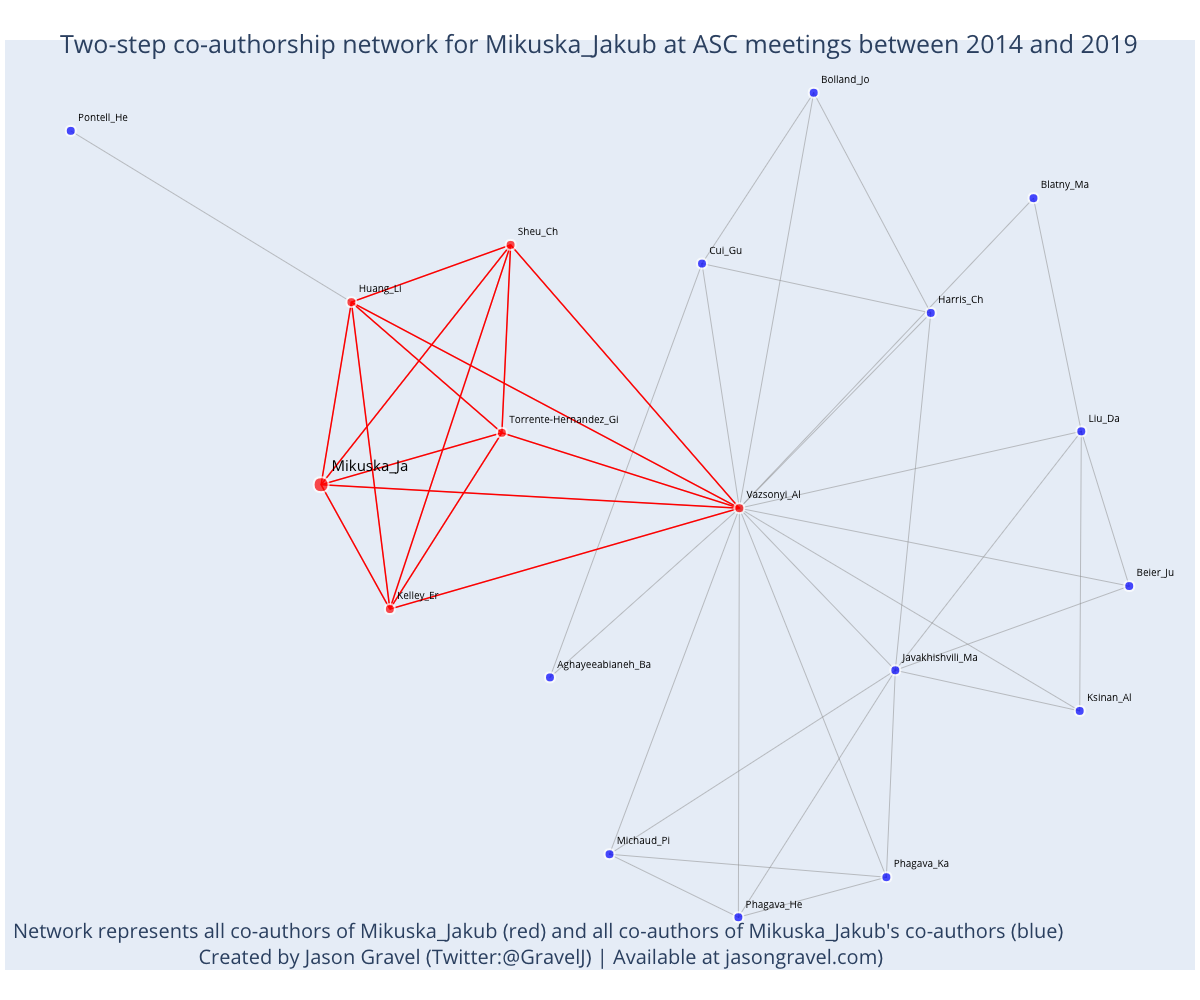 Two-step co-authorship network for Mikuska_Jakub at ASC meetings between 2014 and 2019
Bolland_Jo
Pontell_He
Blatny_Ma
Sheu_Ch
Cui_Gu
Huang_Li
Harris_Ch
Torrente-Hernandez_Gi
Liu_Da
Mikuska_Ja
Vazsonyi_Al
Beier_Ju
Kelley_Er
Javakhishvili_Ma
Aghayeeabianeh_Ba
Ksinan_Al
Michaud_Pi
Phagava_Ka
Phagava_He
Network represents all co-authors of Mikuska_Jakub (red) and all co-authors of Mikuska_Jakub's co-authors (blue)
Created by Jason Gravel (Twitter:@GravelJ) | Available at jasongravel.com)